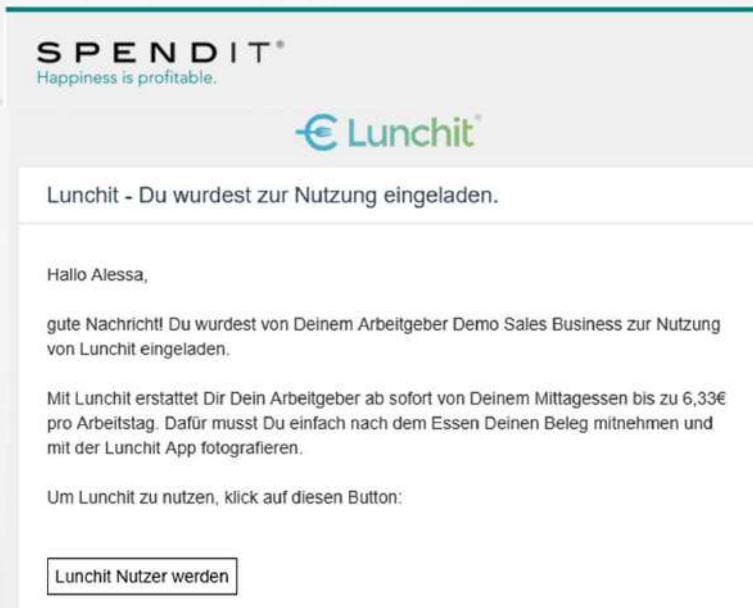 SPENDIT®
Happiness is profitable.
Lunchit®
Lunchit - Du wurdest zur Nutzung eingeladen.
Hallo Alessa,
gute Nachricht! Du wurdest von Deinem Arbeitgeber Demo Sales Business zur Nutzung
von Lunchit eingeladen.
Mit Lunchit erstattet Dir Dein Arbeitgeber ab sofort von Deinem Mittagessen bis zu 6,33€
pro Arbeitstag. Dafür musst Du einfach nach dem Essen Deinen Beleg mitnehmen und
mit der Lunchit App fotografieren.
Um Lunchit zu nutzen, klick auf diesen Button:
Lunchit Nutzer werden